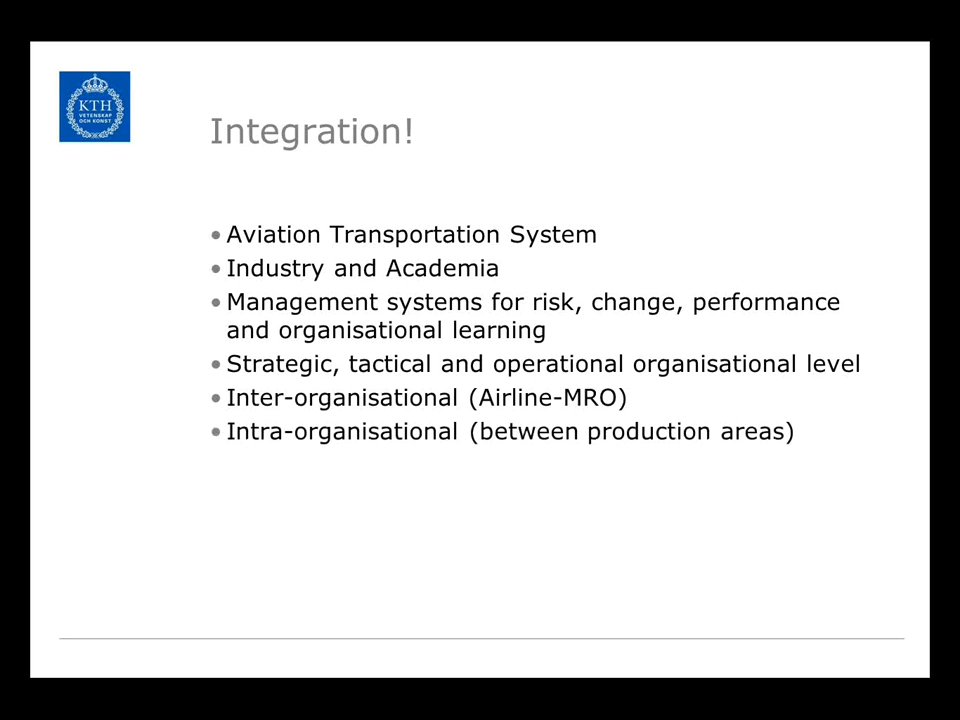 KTH
VETENSKAP
OCH KONST
Integration!
• Aviation Transportation System
• Industry and Academia
• Management systems for risk, change, performance
and organisational learning
• Strategic, tactical and operational organisational level
• Inter-organisational (Airline-MRO)
• Intra-organisational (between production areas)